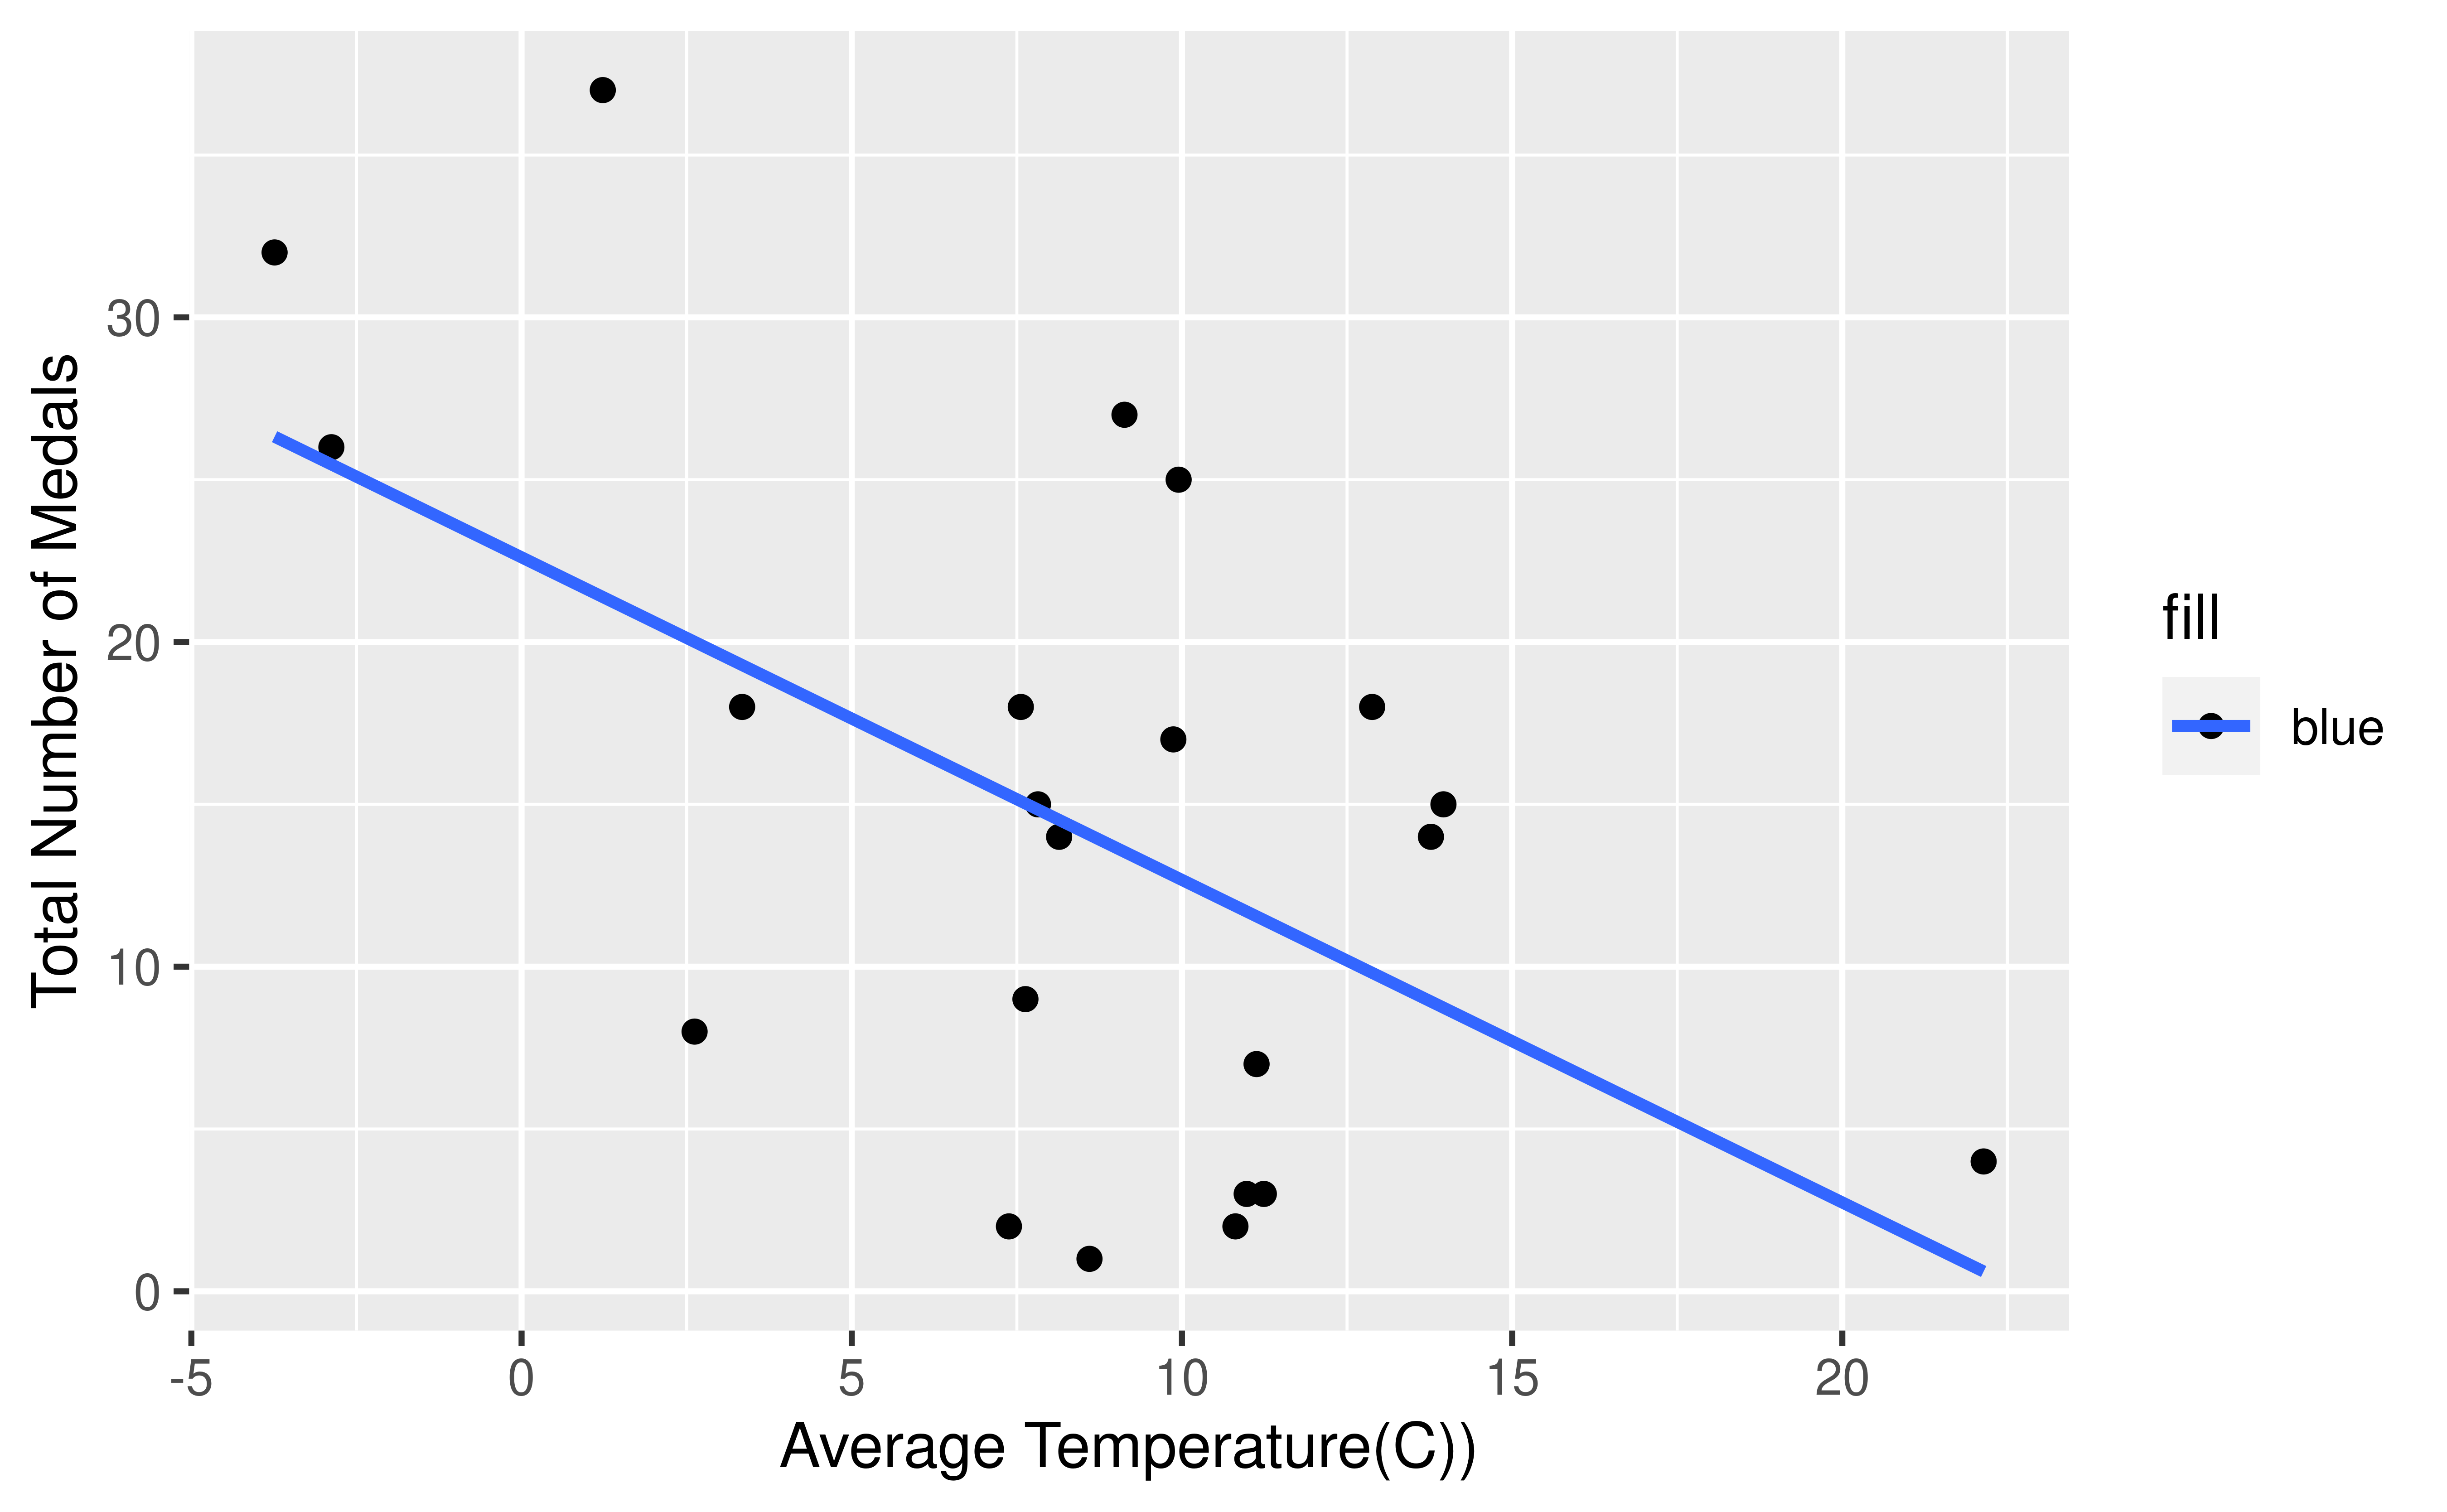 Total Number of Medals
30
20
10
0
-5 0 5 10 15 20
Average Temperature(C))
fill
blue